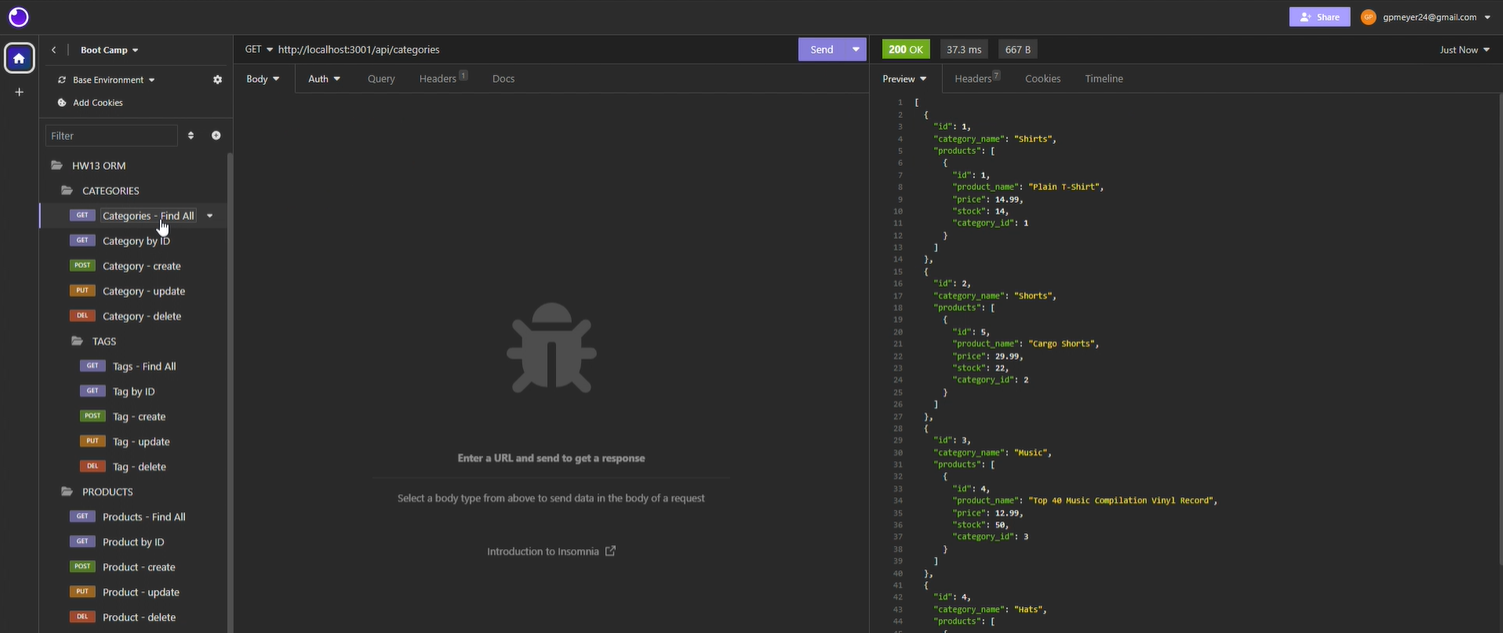 Share
GP
gpmeyer24@gmail.com
Boot Camp
Base Environment
Add Cookies
Filter
HW13 ORM
CATEGORIES
GET Categories - Find All
GET Category by ID
POST Category - create
PUT Category - update
DEL Category - delete
TAGS
GET Tags - Find All
GET Tag by ID
POST Tag - create
PUT Tag - update
DEL Tag - delete
PRODUCTS
GET Products - Find All
GET Product by ID
POST Product - create
PUT Product - update
DEL Product - delete
GET http://localhost:3001/api/categories
Send
Body Auth Query Headers 1 Docs
Enter a URL and send to get a response
Select a body type from above to send data in the body of a request
Introduction to Insomnia
200 OK 37.3 ms 667 B Just Now
Preview Headers 7 Cookies Timeline
1 [
2 {
3 "id": 1,
4 "category_name": "Shirts",
5 "products": [
6 {
7 "id": 1,
8 "product_name": "Plain T-Shirt",
9 "price": 14.99,
10 "stock": 14,
11 "category_id": 1
12 }
13 ]
14 },
15 {
16 "id": 2,
17 "category_name": "Shorts",
18 "products": [
19 {
20 "id": 5,
21 "product_name": "Cargo Shorts",
22 "price": 29.99,
23 "stock": 22,
24 "category_id": 2
25 }
26 ]
27 },
28 {
29 "id": 3,
30 "category_name": "Music",
31 "products": [
32 {
33 "id": 4,
34 "product_name": "Top 40 Music Compilation Vinyl Record",
35 "price": 12.99,
36 "stock": 50,
37 "category_id": 3
38 }
39 ]
40 },
41 {
42 "id": 4,
43 "category_name": "Hats",
44 "products": [